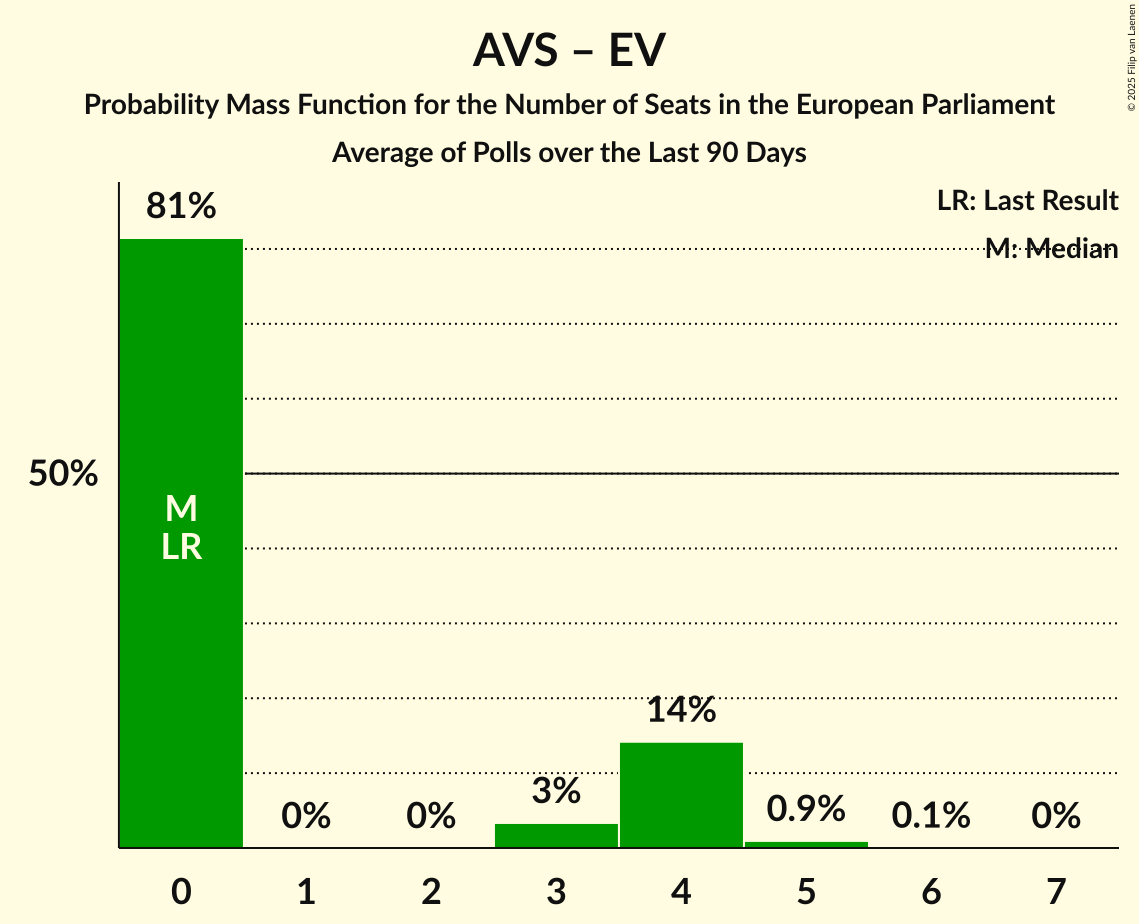 AVS – EV
Probability Mass Function for the Number of Seats in the European Parliament
Average of Polls over the Last 90 Days
© 2025 Filip van Laenen
LR: Last Result
M: Median
81%
50%
M
LR
0%
0%
3%
14%
0.9%
0.1%
0%
0 1 2 3 4 5 6 7